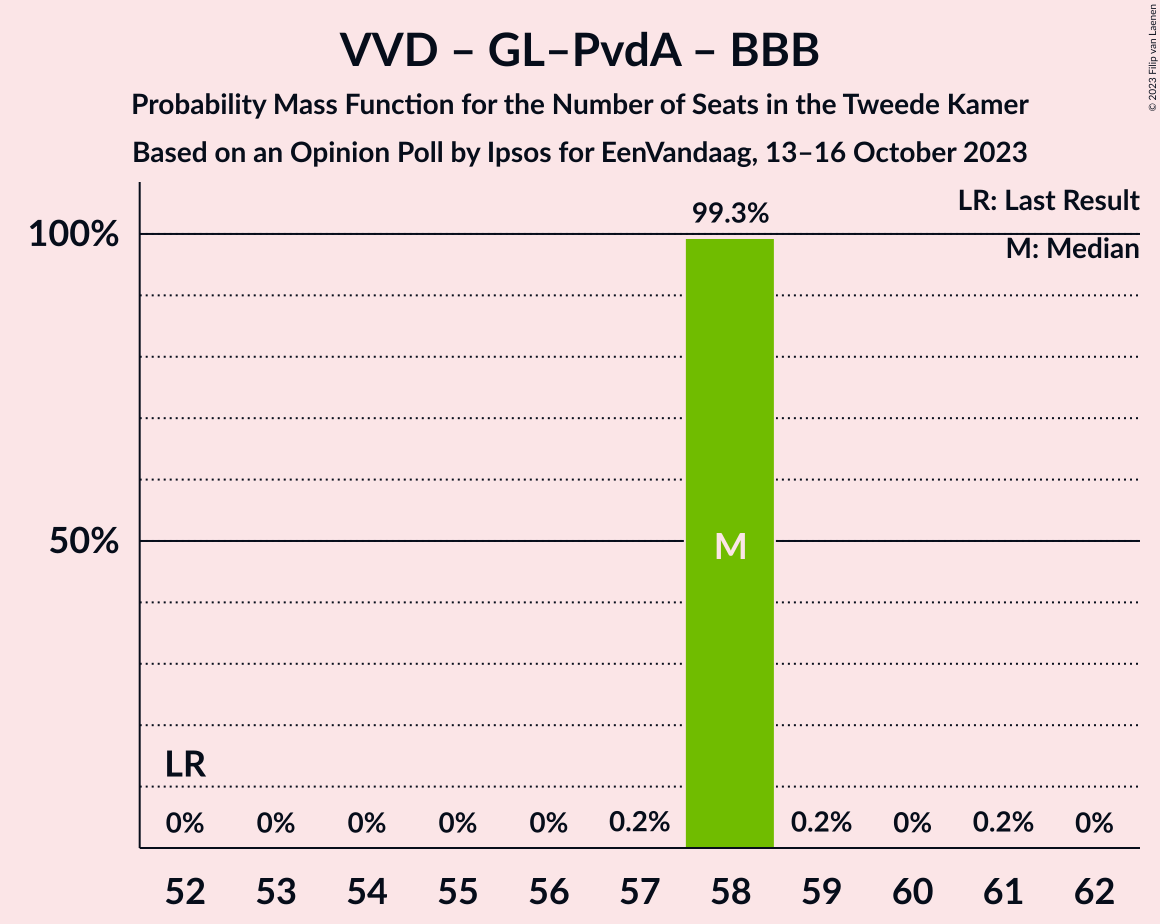 VVD – GL–PvdA – BBB
Probability Mass Function for the Number of Seats in the Tweede Kamer
Based on an Opinion Poll by Ipsos for EenVandaag, 13–16 October 2023
© 2023 Filip van Laenen
LR: Last Result
M: Median
99.3%
100%
50%
M
LR
0% 0% 0% 0% 0% 0.2% 0.2% 0% 0.2% 0%
52 53 54 55 56 57 58 59 60 61 62